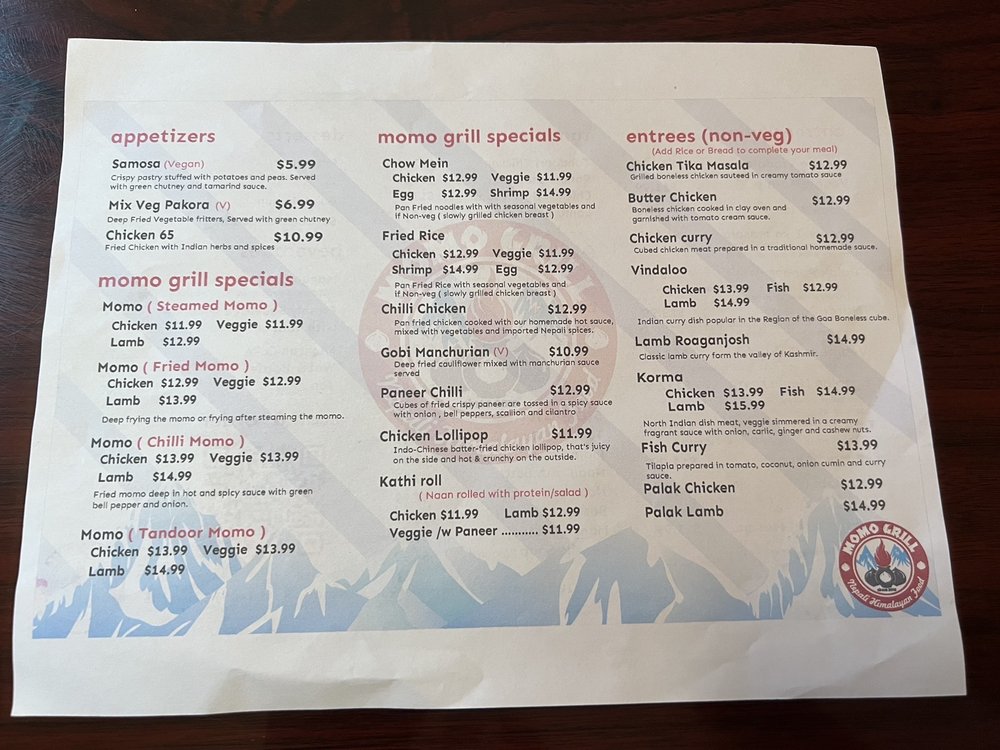 appetizers
Samosa (Vegan) $5.99
Crispy pastry stuffed with potatoes and peas. Served
with green chutney and tamarind sauce.
Mix Veg Pakora (V) $6.99
Deep Fried Vegetable fritters, Served with green chutney
Chicken 65 $10.99
Fried Chicken with Indian herbs and spices
momo grill specials
Momo ( Steamed Momo )
Chicken $11.99 Veggie $11.99
Lamb $12.99
Momo ( Fried Momo )
Chicken $12.99 Veggie $12.99
Lamb $13.99
Deep frying the momo or frying after steaming the momo.
Momo ( Chilli Momo )
Chicken $13.99 Veggie $13.99
Lamb $14.99
Fried momo deep in hot and spicy sauce with green
bell pepper and onion.
Momo ( Tandoor Momo )
Chicken $13.99 Veggie $13.99
Lamb $14.99
momo grill specials
Chow Mein
Chicken $12.99 Veggie $11.99
Egg $12.99 Shrimp $14.99
Pan Fried noodles with with seasonal vegetables and
if Non-veg ( slowly grilled chicken breast )
Fried Rice
Chicken $12.99 Veggie $11.99
Shrimp $14.99 Egg $12.99
Pan Fried Rice with seasonal vegetables and
if Non-veg ( slowly grilled chicken breast )
Chilli Chicken $12.99
Pan fried chicken cooked with our homemade hot sauce,
mixed with vegetables and imported Nepali spices.
Gobi Manchurian (V) $10.99
Deep fried cauliflower mixed with manchurian sauce
served
Paneer Chilli $12.99
Cubes of fried crispy paneer are tossed in a spicy sauce
with onion , bell peppers, scallion and cilantro
Chicken Lollipop $11.99
Indo-Chinese batter-fried chicken lollipop, that's juicy
on the side and hot & crunchy on the outside.
Kathi roll
( Naan rolled with protein/salad )
Chicken $11.99 Lamb $12.99
Veggie /w Paneer ........... $11.99
entrees (non-veg)
(Add Rice or Bread to complete your meal)
Chicken Tika Masala $12.99
Grilled boneless chicken sauteed in creamy tomato sauce
Butter Chicken $12.99
Boneless chicken cooked in clay oven and
garnished with tomato cream sauce.
Chicken curry $12.99
Cubed chicken meat prepared in a traditional homemade sauce.
Vindaloo
Chicken $13.99 Fish $12.99
Lamb $14.99
Indian curry dish popular in the Region of the Goa Boneless cube.
Lamb Roaganjosh $14.99
Classic lamb curry form the valley of Kashmir.
Korma
Chicken $13.99 Fish $14.99
Lamb $15.99
North Indian dish meat, veggie simmered in a creamy
fragrant sauce with onion, carlic, ginger and cashew nuts.
Fish Curry $13.99
Tilapia prepared in tomato, coconut, onion cumin and curry
sauce.
Palak Chicken $12.99
Palak Lamb $14.99
MOMO GRILL
Nepali Himalayan Food